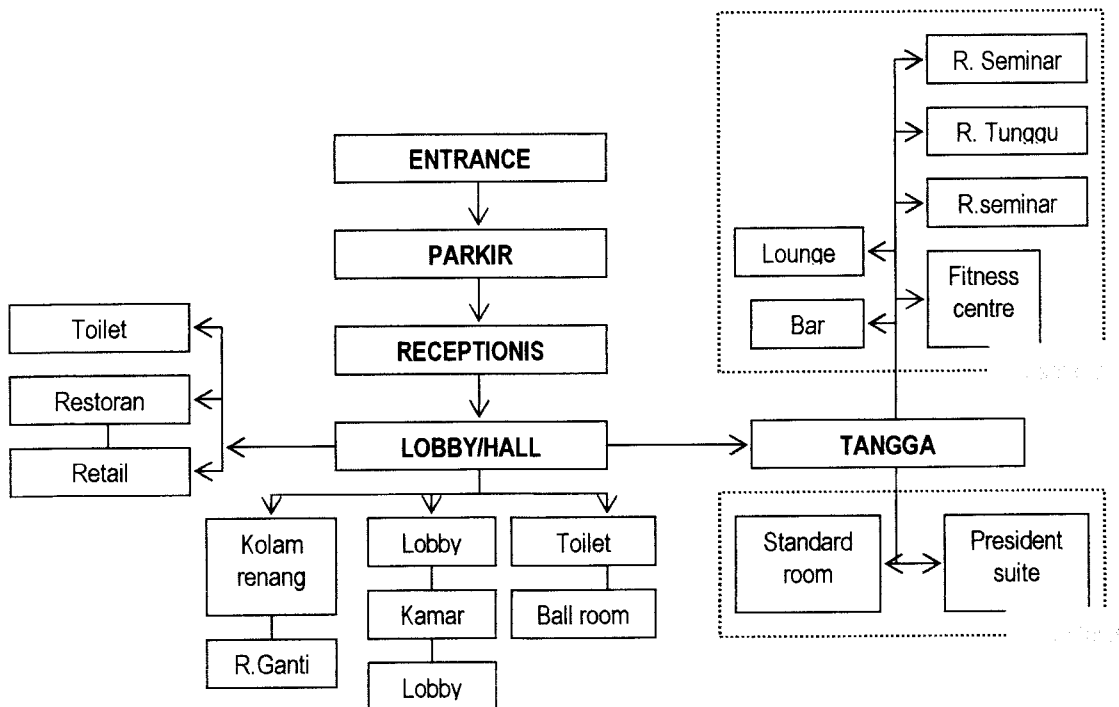 R. Seminar
R. Tunggu
R.seminar
Lounge
Fitness
centre
Bar
ENTRANCE
PARKIR
RECEPTIONIS
LOBBY/HALL
TANGGA
Toilet
Restoran
Retail
Kolam
renang
R.Ganti
Lobby
Kamar
Lobby
Toilet
Ball room
Standard
room
President
suite